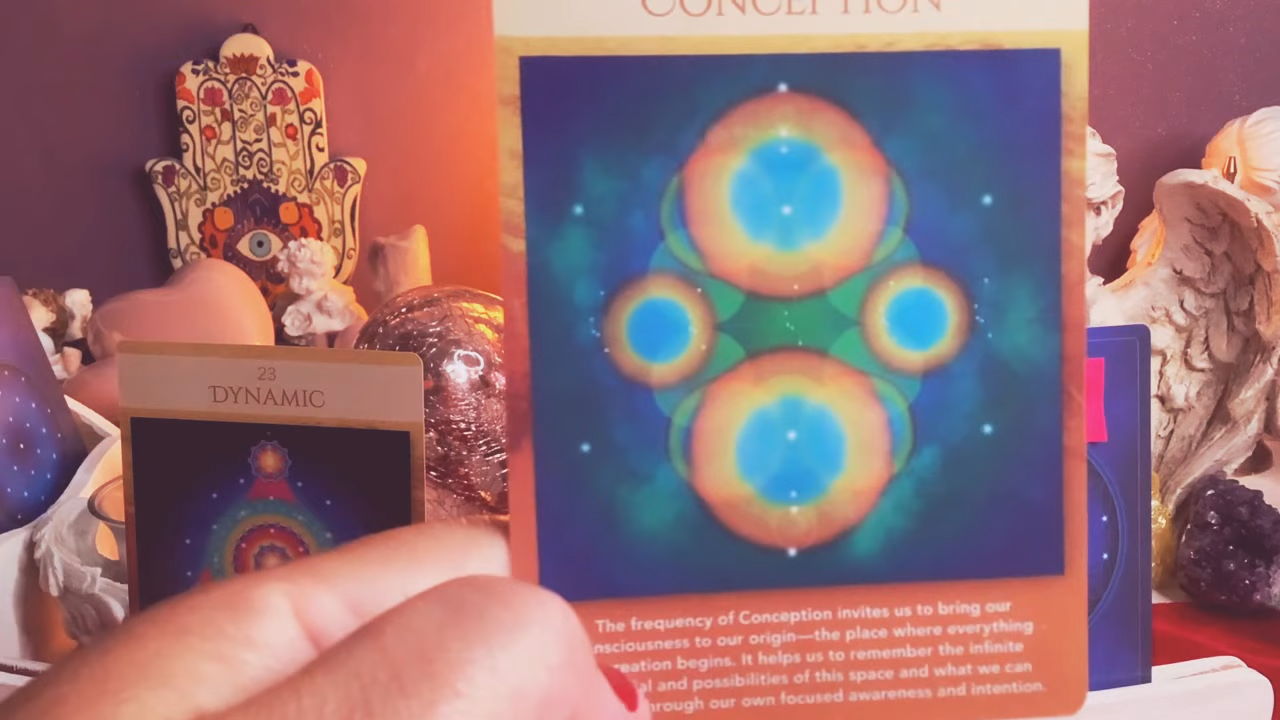 CONCEPTION
23
DYNAMIC
The frequency of Conception invites us to bring our
nsciousness to our origin—the place where everything
reation begins. It helps us to remember the infinite
ial and possibilities of this space and what we can
hrough our own focused awareness and intention.